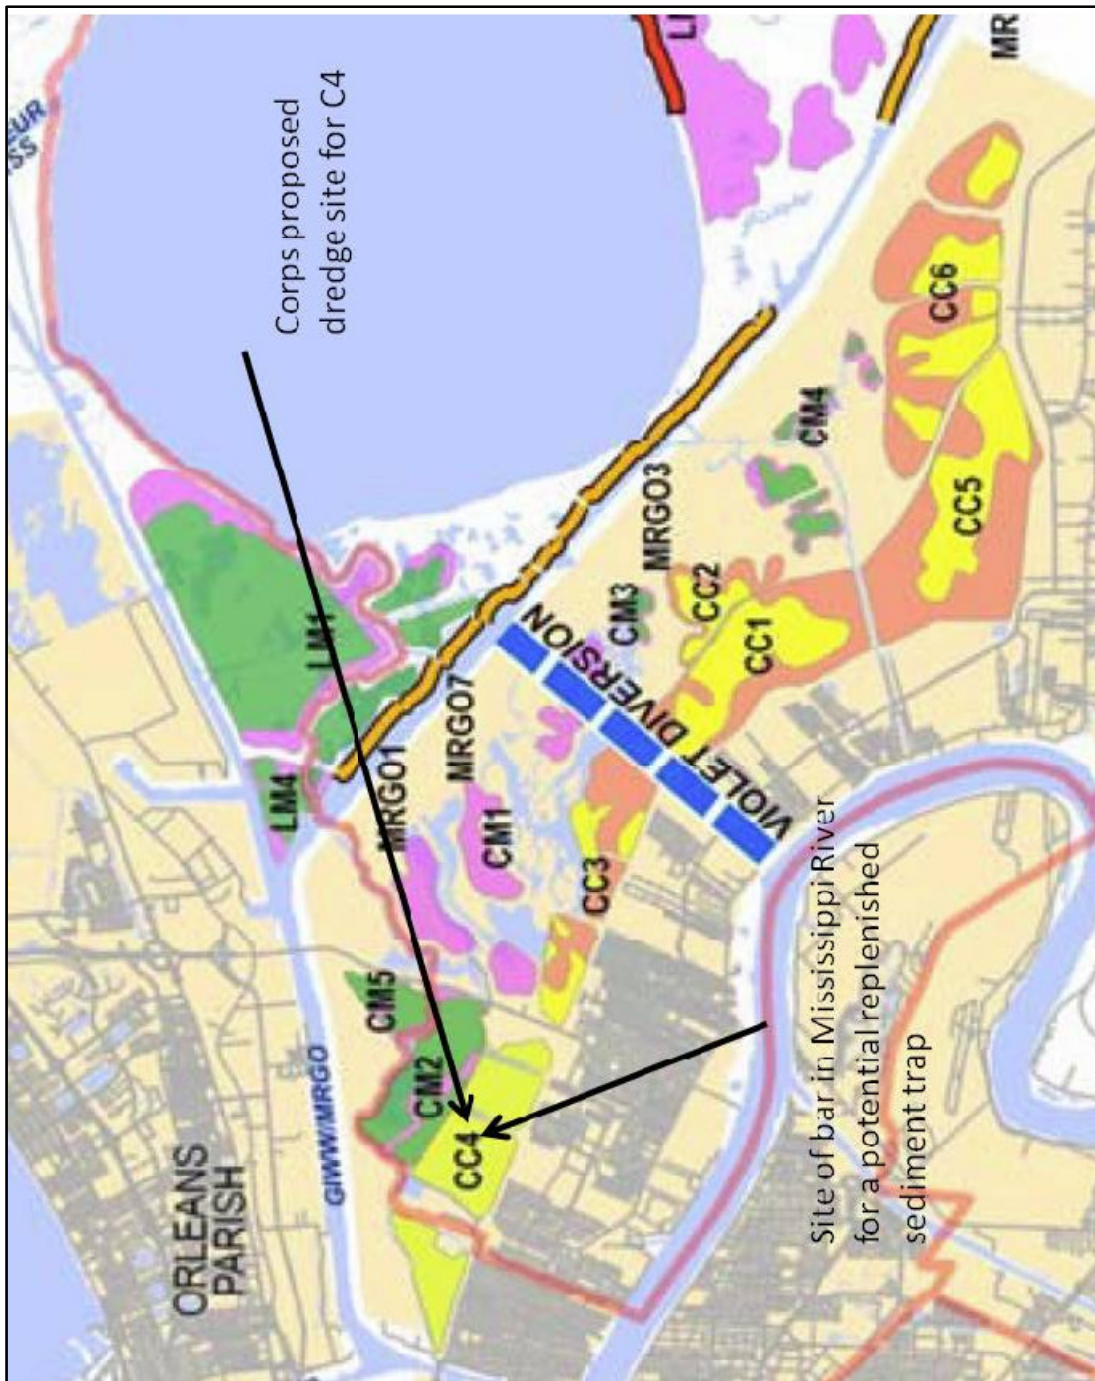 ORLEANS
PARISH
Corps proposed
dredge site for C4
GIWW/MRGO
LM4
LM1
CM5
MRGO1
CM2
MRGO7
CC4
CM1
CC3
CM3
VIOLET DIVERSION
MRGO3
CC2
CC1
CM4
Site of bar in Mississippi River
for a potential replenished
sediment trap
CC6
CC5
MR